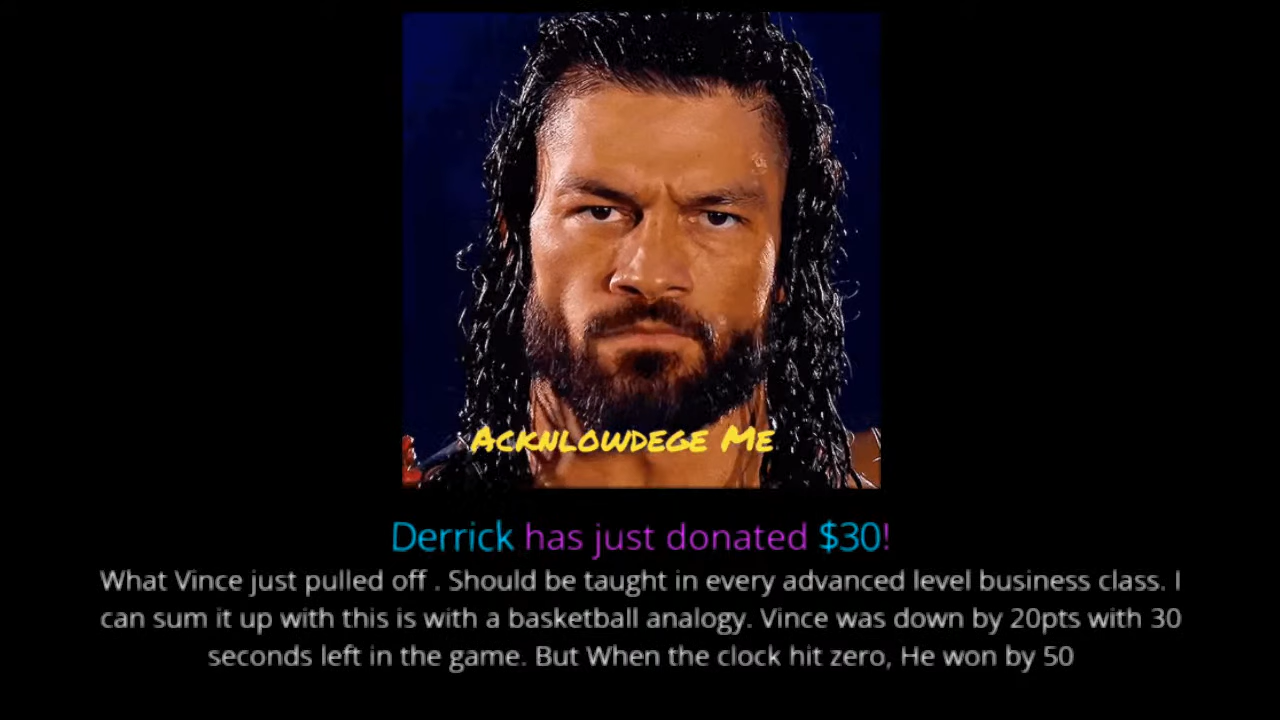 Acknlowdege Me
Derrick has just donated $30!
What Vince just pulled off . Should be taught in every advanced level business class. I
can sum it up with this is with a basketball analogy. Vince was down by 20pts with 30
seconds left in the game. But When the clock hit zero, He won by 50